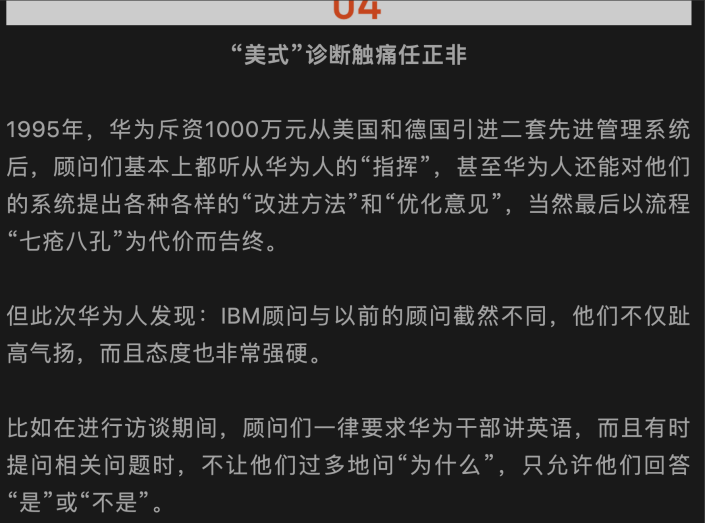 04
“美式”诊断触痛任正非
1995年，华为斥资1000万元从美国和德国引进二套先进管理系统
后，顾问们基本上都听从华为人的“指挥”，甚至华为人还能对他们
的系统提出各种各样的“改进方法”和“优化意见”，当然最后以流程
“七疮八孔”为代价而告终。
但此次华为人发现：IBM顾问与以前的顾问截然不同，他们不仅趾
高气扬，而且态度也非常强硬。
比如在进行访谈期间，顾问们一律要求华为干部讲英语，而且有时
提问相关问题时，不让他们过多地问“为什么”，只允许他们回答
“是”或“不是”。